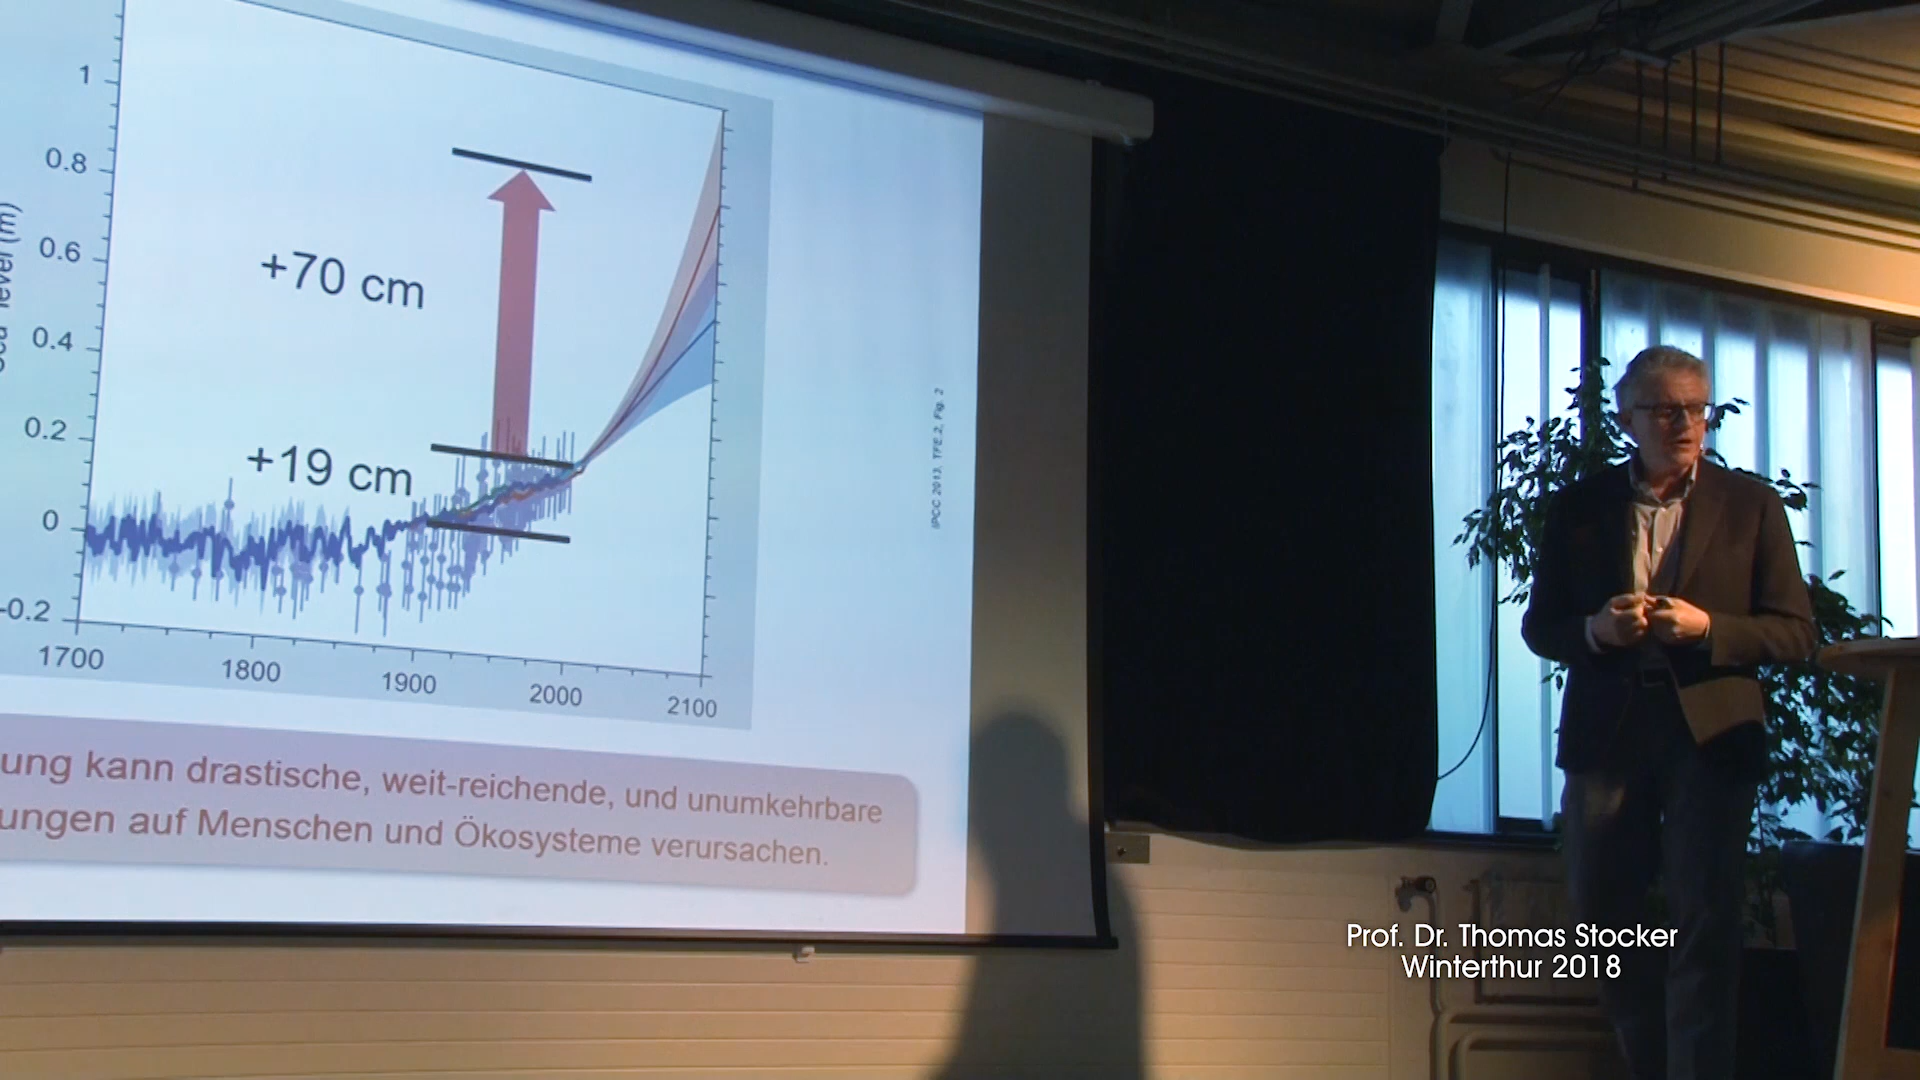 1
0.8
0.6
0.4
0.2
0
-0.2
level (m)
+70 cm
+19 cm
1700
1800
1900
2000
2100
IPCC 2013, TFE.2, Fig. 2
ung kann drastische, weit-reichende, und unumkehrbare
ungen auf Menschen und Ökosysteme verursachen.
Prof. Dr. Thomas Stocker
Winterthur 2018